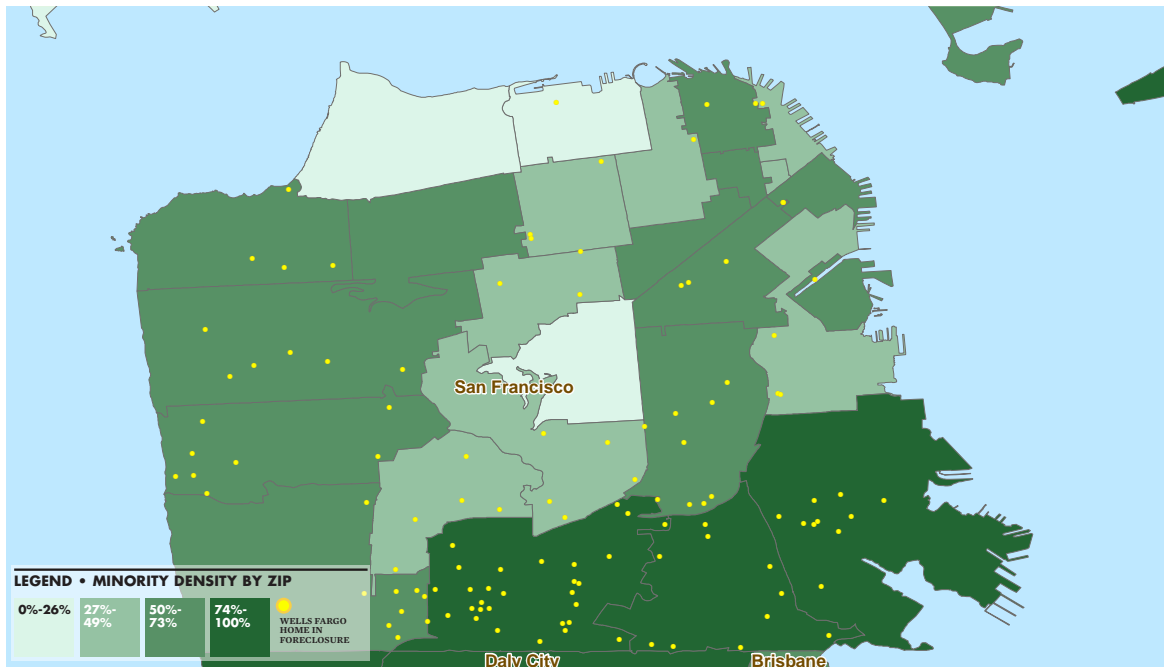 San Francisco
LEGEND • MINORITY DENSITY BY ZIP
0%-26%
27%-
49%
50%-
73%
74%-
100%
WELLS FARGO
HOME IN
FORECLOSURE
Daly City
Brisbane